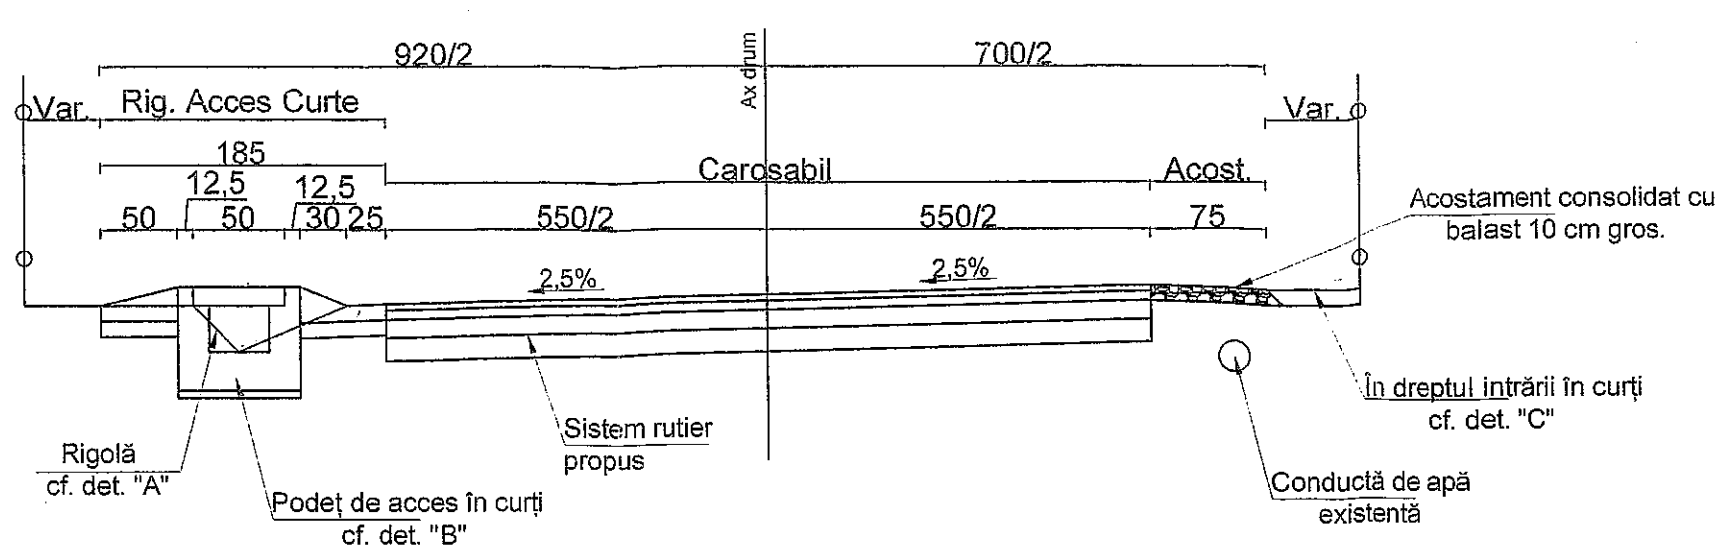 920/2
700/2
Ax drum
Var.
Rig. Acces Curte
Var.
185
Carosabil
Acost.
12,5
12,5
50
50
30
25
550/2
550/2
75
Acostament consolidat cu
balast 10 cm gros.
2,5%
2,5%
În dreptul intrării în curți
cf. det. "C"
Sistem rutier
propus
Rigolă
cf. det. "A"
Podeț de acces în curți
cf. det. "B"
Conductă de apă
existentă